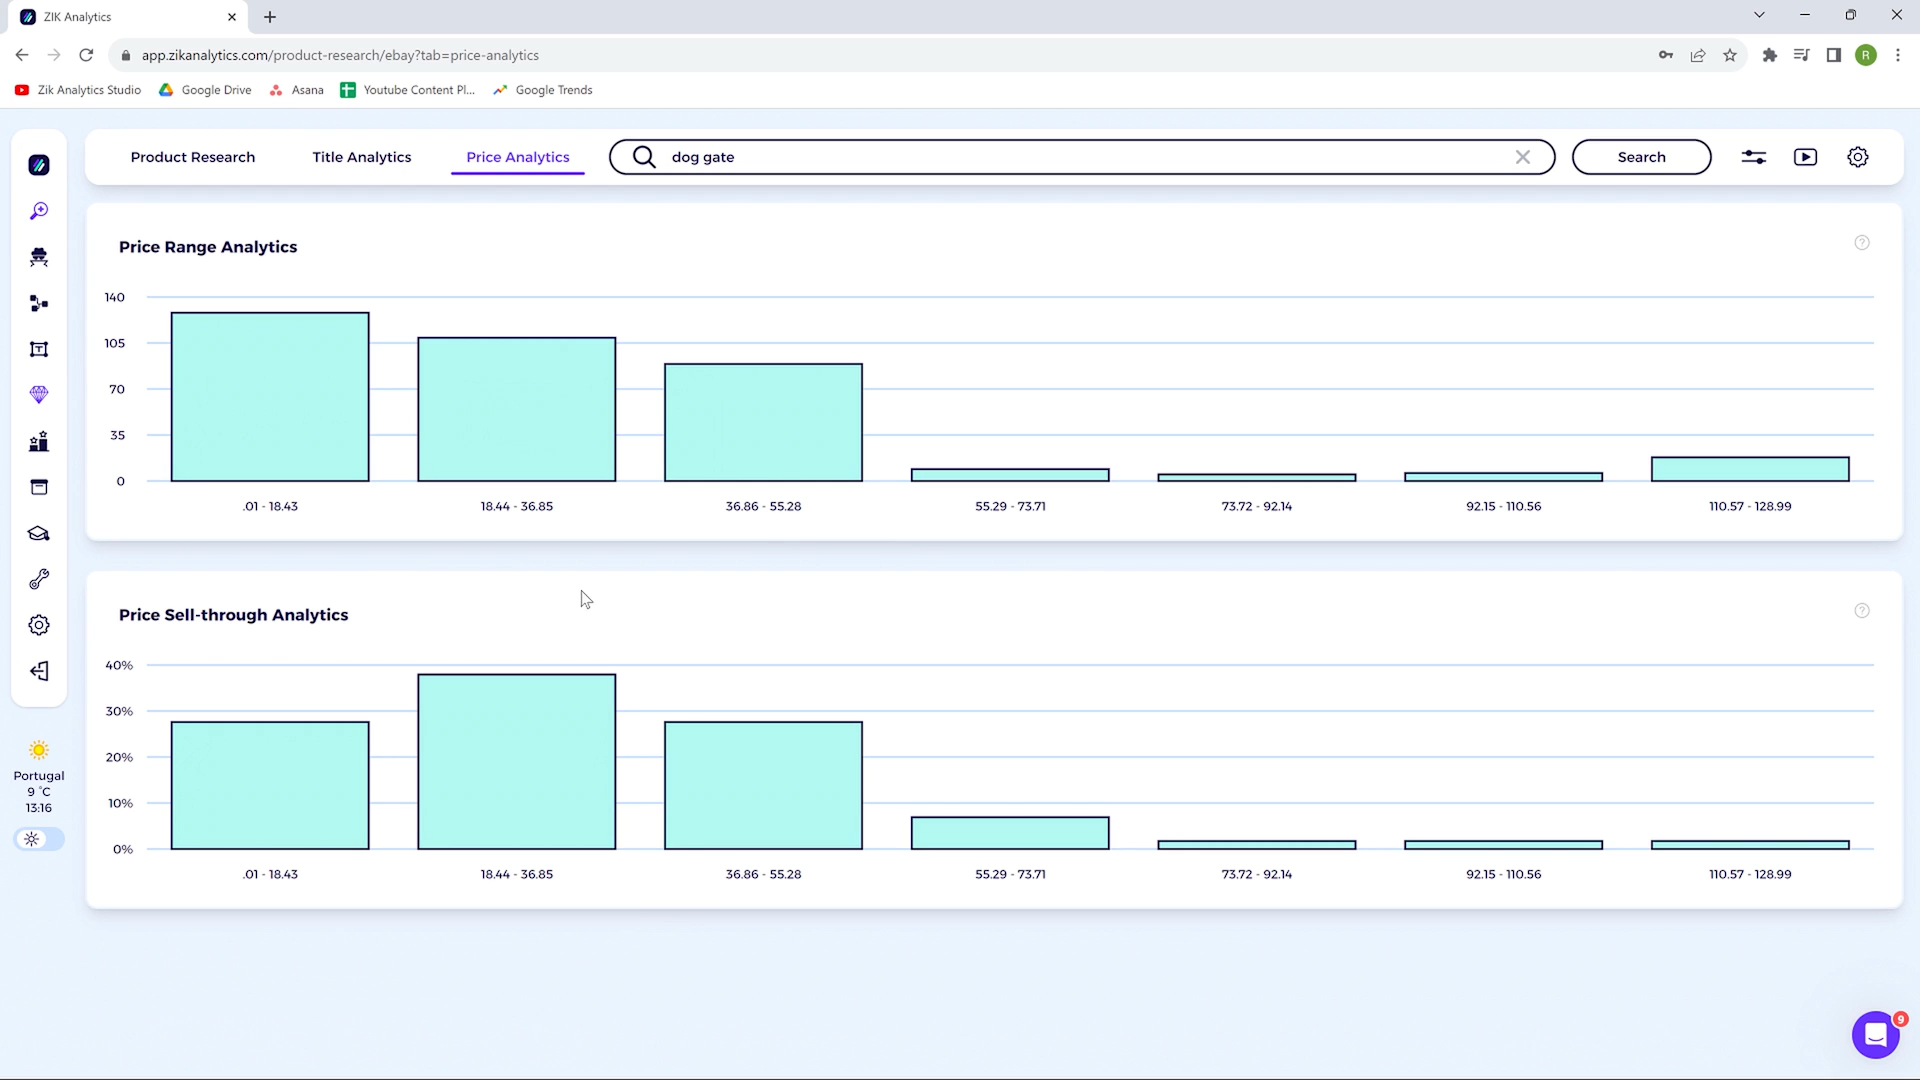 ZIK Analytics
app.zikanalytics.com/product-research/ebay?tab=price-analytics
R
Zik Analytics Studio
Google Drive
Asana
Youtube Content Pl...
Google Trends
Product Research
Title Analytics
Price Analytics
dog gate
Search
Price Range Analytics
140
105
70
35
0
.01 - 18.43
18.44 - 36.85
36.86 - 55.28
55.29 - 73.71
73.72 - 92.14
92.15 - 110.56
110.57 - 128.99
Price Sell-through Analytics
40%
30%
20%
10%
0%
.01 - 18.43
18.44 - 36.85
36.86 - 55.28
55.29 - 73.71
73.72 - 92.14
92.15 - 110.56
110.57 - 128.99
Portugal
9 °C
13:16
9